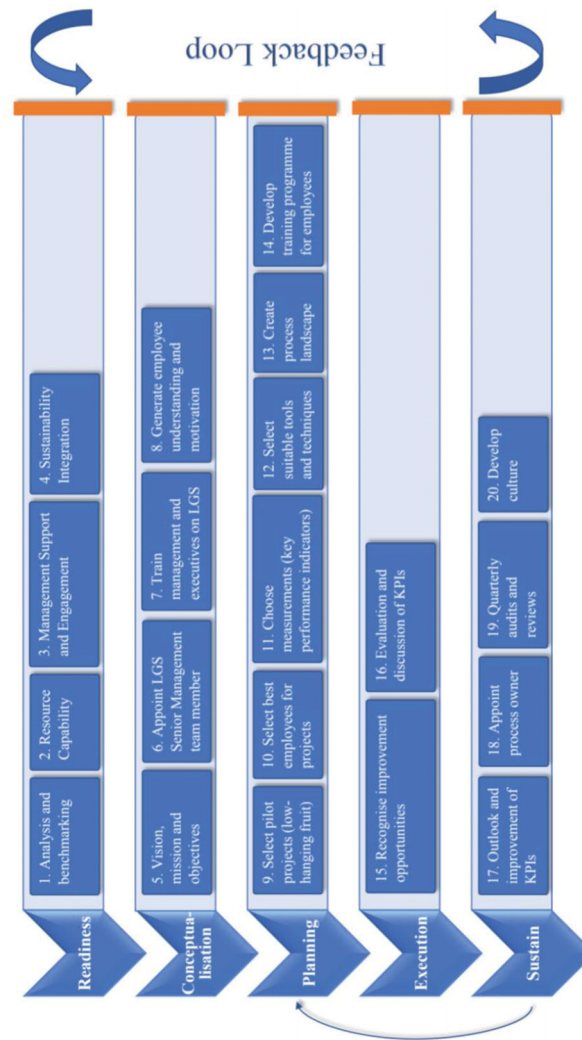 Readiness
1. Analysis and
benchmarking
2. Resource
Capability
3. Management Support
and Engagement
4. Sustainability
Integration
Conceptua-
lisation
5. Vision,
mission and
objectives
6. Appoint LGS
Senior Management
team member
7. Train
management and
executives on LGS
8. Generate employee
understanding and
motivation
Planning
9. Select pilot
projects (low-
hanging fruit)
10. Select best
employees for
projects
11. Choose
measurements (key
performance indicators)
12. Select
suitable tools
and techniques
13. Create
process
landscape
14. Develop
training programme
for employees
Execution
15. Recognise improvement
opportunities
16. Evaluation and
discussion of KPIs
Sustain
17. Outlook and
improvement of
KPIs
18. Appoint
process owner
19. Quarterly
audits and
reviews
20. Develop
culture
Feedback Loop